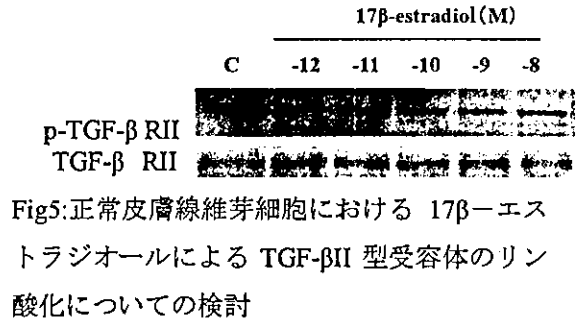 17β-estradiol(M)
C -12 -11 -10 -9 -8
p-TGF-β RII
TGF-β RII
Fig5:正常皮膚線維芽細胞における 17β－エス
トラジオールによる TGF-βII 型受容体のリン
酸化についての検討